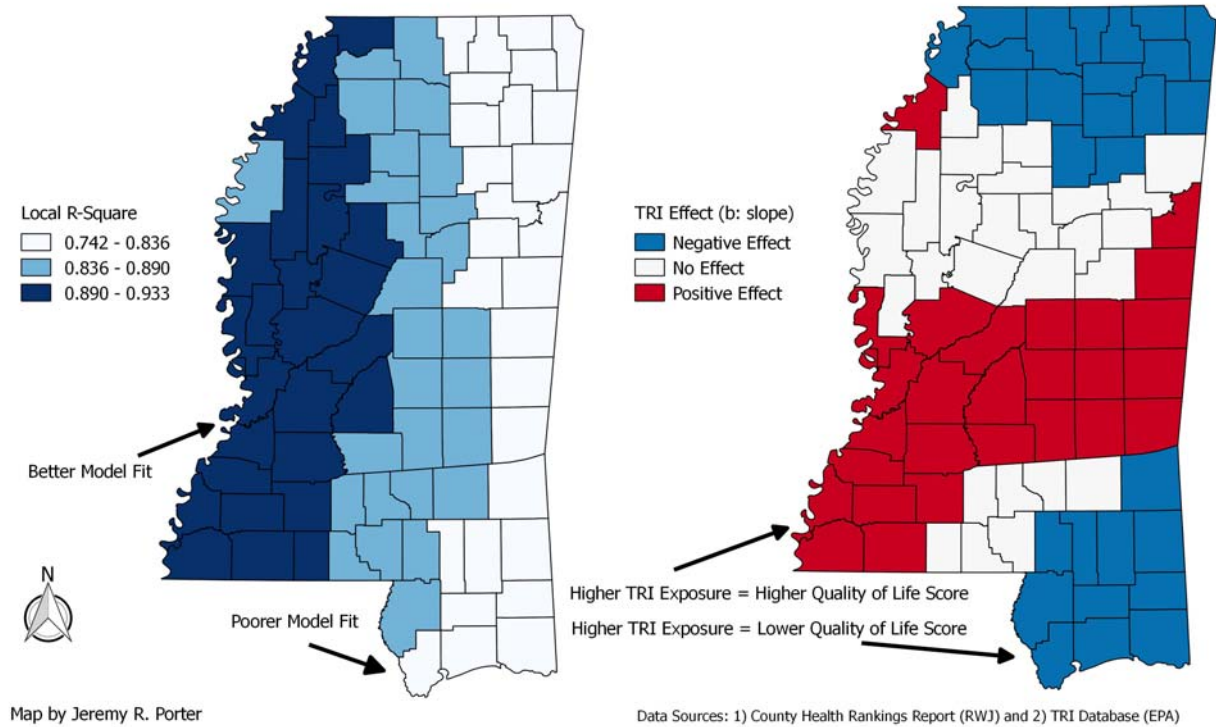 Local R-Square
0.742 - 0.836
0.836 - 0.890
0.890 - 0.933
Better Model Fit
N
Poorer Model Fit
Map by Jeremy R. Porter
TRI Effect (b: slope)
Negative Effect
No Effect
Positive Effect
Higher TRI Exposure = Higher Quality of Life Score
Higher TRI Exposure = Lower Quality of Life Score
Data Sources: 1) County Health Rankings Report (RWJ) and 2) TRI Database (EPA)